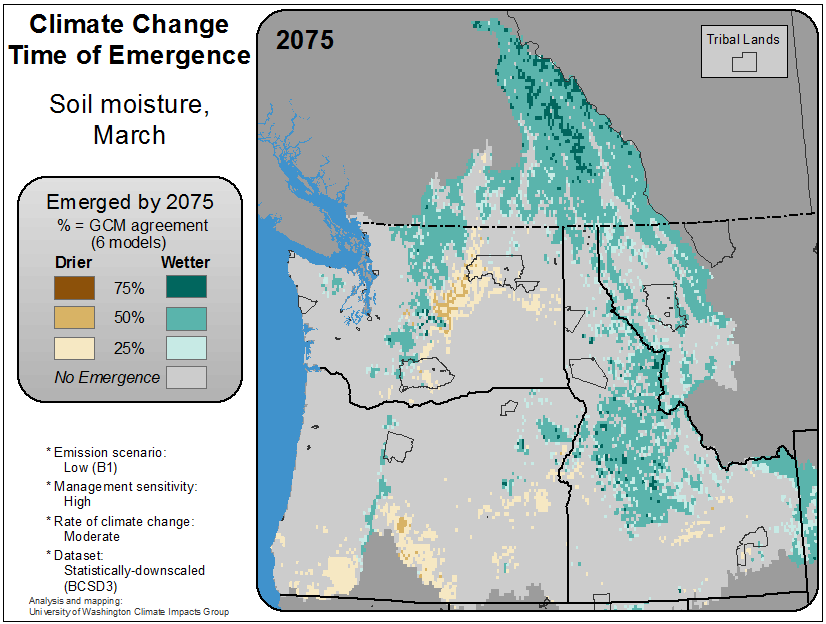 Climate Change
Time of Emergence
Soil moisture,
March
Emerged by 2075
% = GCM agreement
(6 models)
Drier Wetter
75%
50%
25%
No Emergence
* Emission scenario:
Low (B1)
* Management sensitivity:
High
* Rate of climate change:
Moderate
* Dataset:
Statistically-downscaled
(BCSD3)
Analysis and mapping:
University of Washington Climate Impacts Group
2075
Tribal Lands